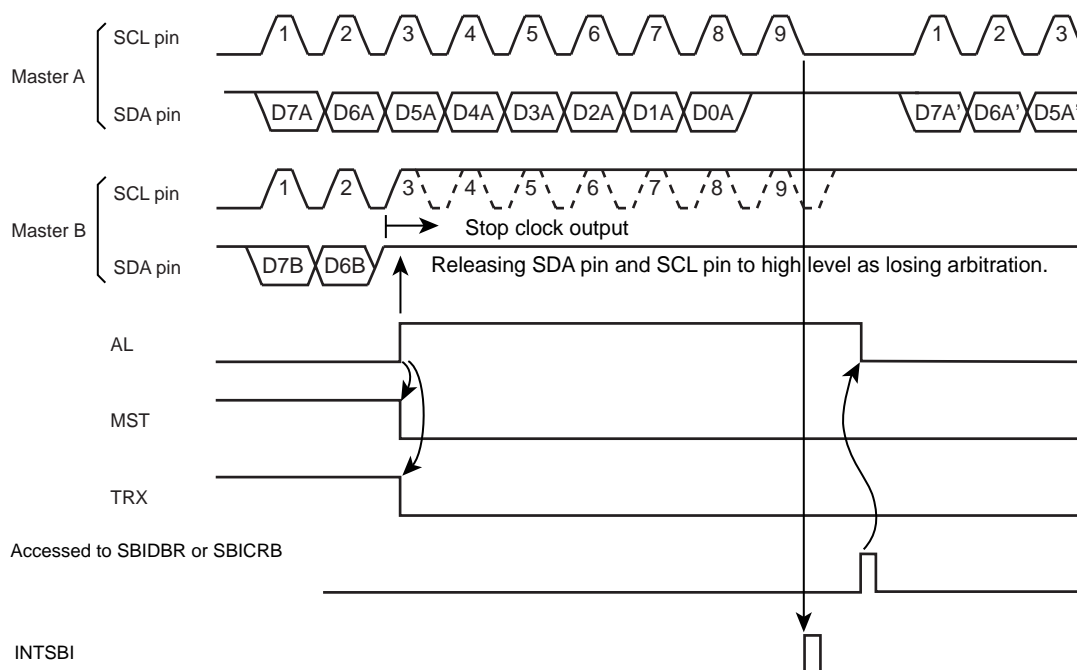 SCL pin 1 2 3 4 5 6 7 8 9 1 2 3
Master A
SDA pin D7A D6A D5A D4A D3A D2A D1A D0A D7A' D6A' D5A'
SCL pin 1 2 3 4 5 6 7 8 9
Master B
Stop clock output
SDA pin D7B D6B
Releasing SDA pin and SCL pin to high level as losing arbitration.
AL
MST
TRX
Accessed to SBIDBR or SBICRB
INTSBI